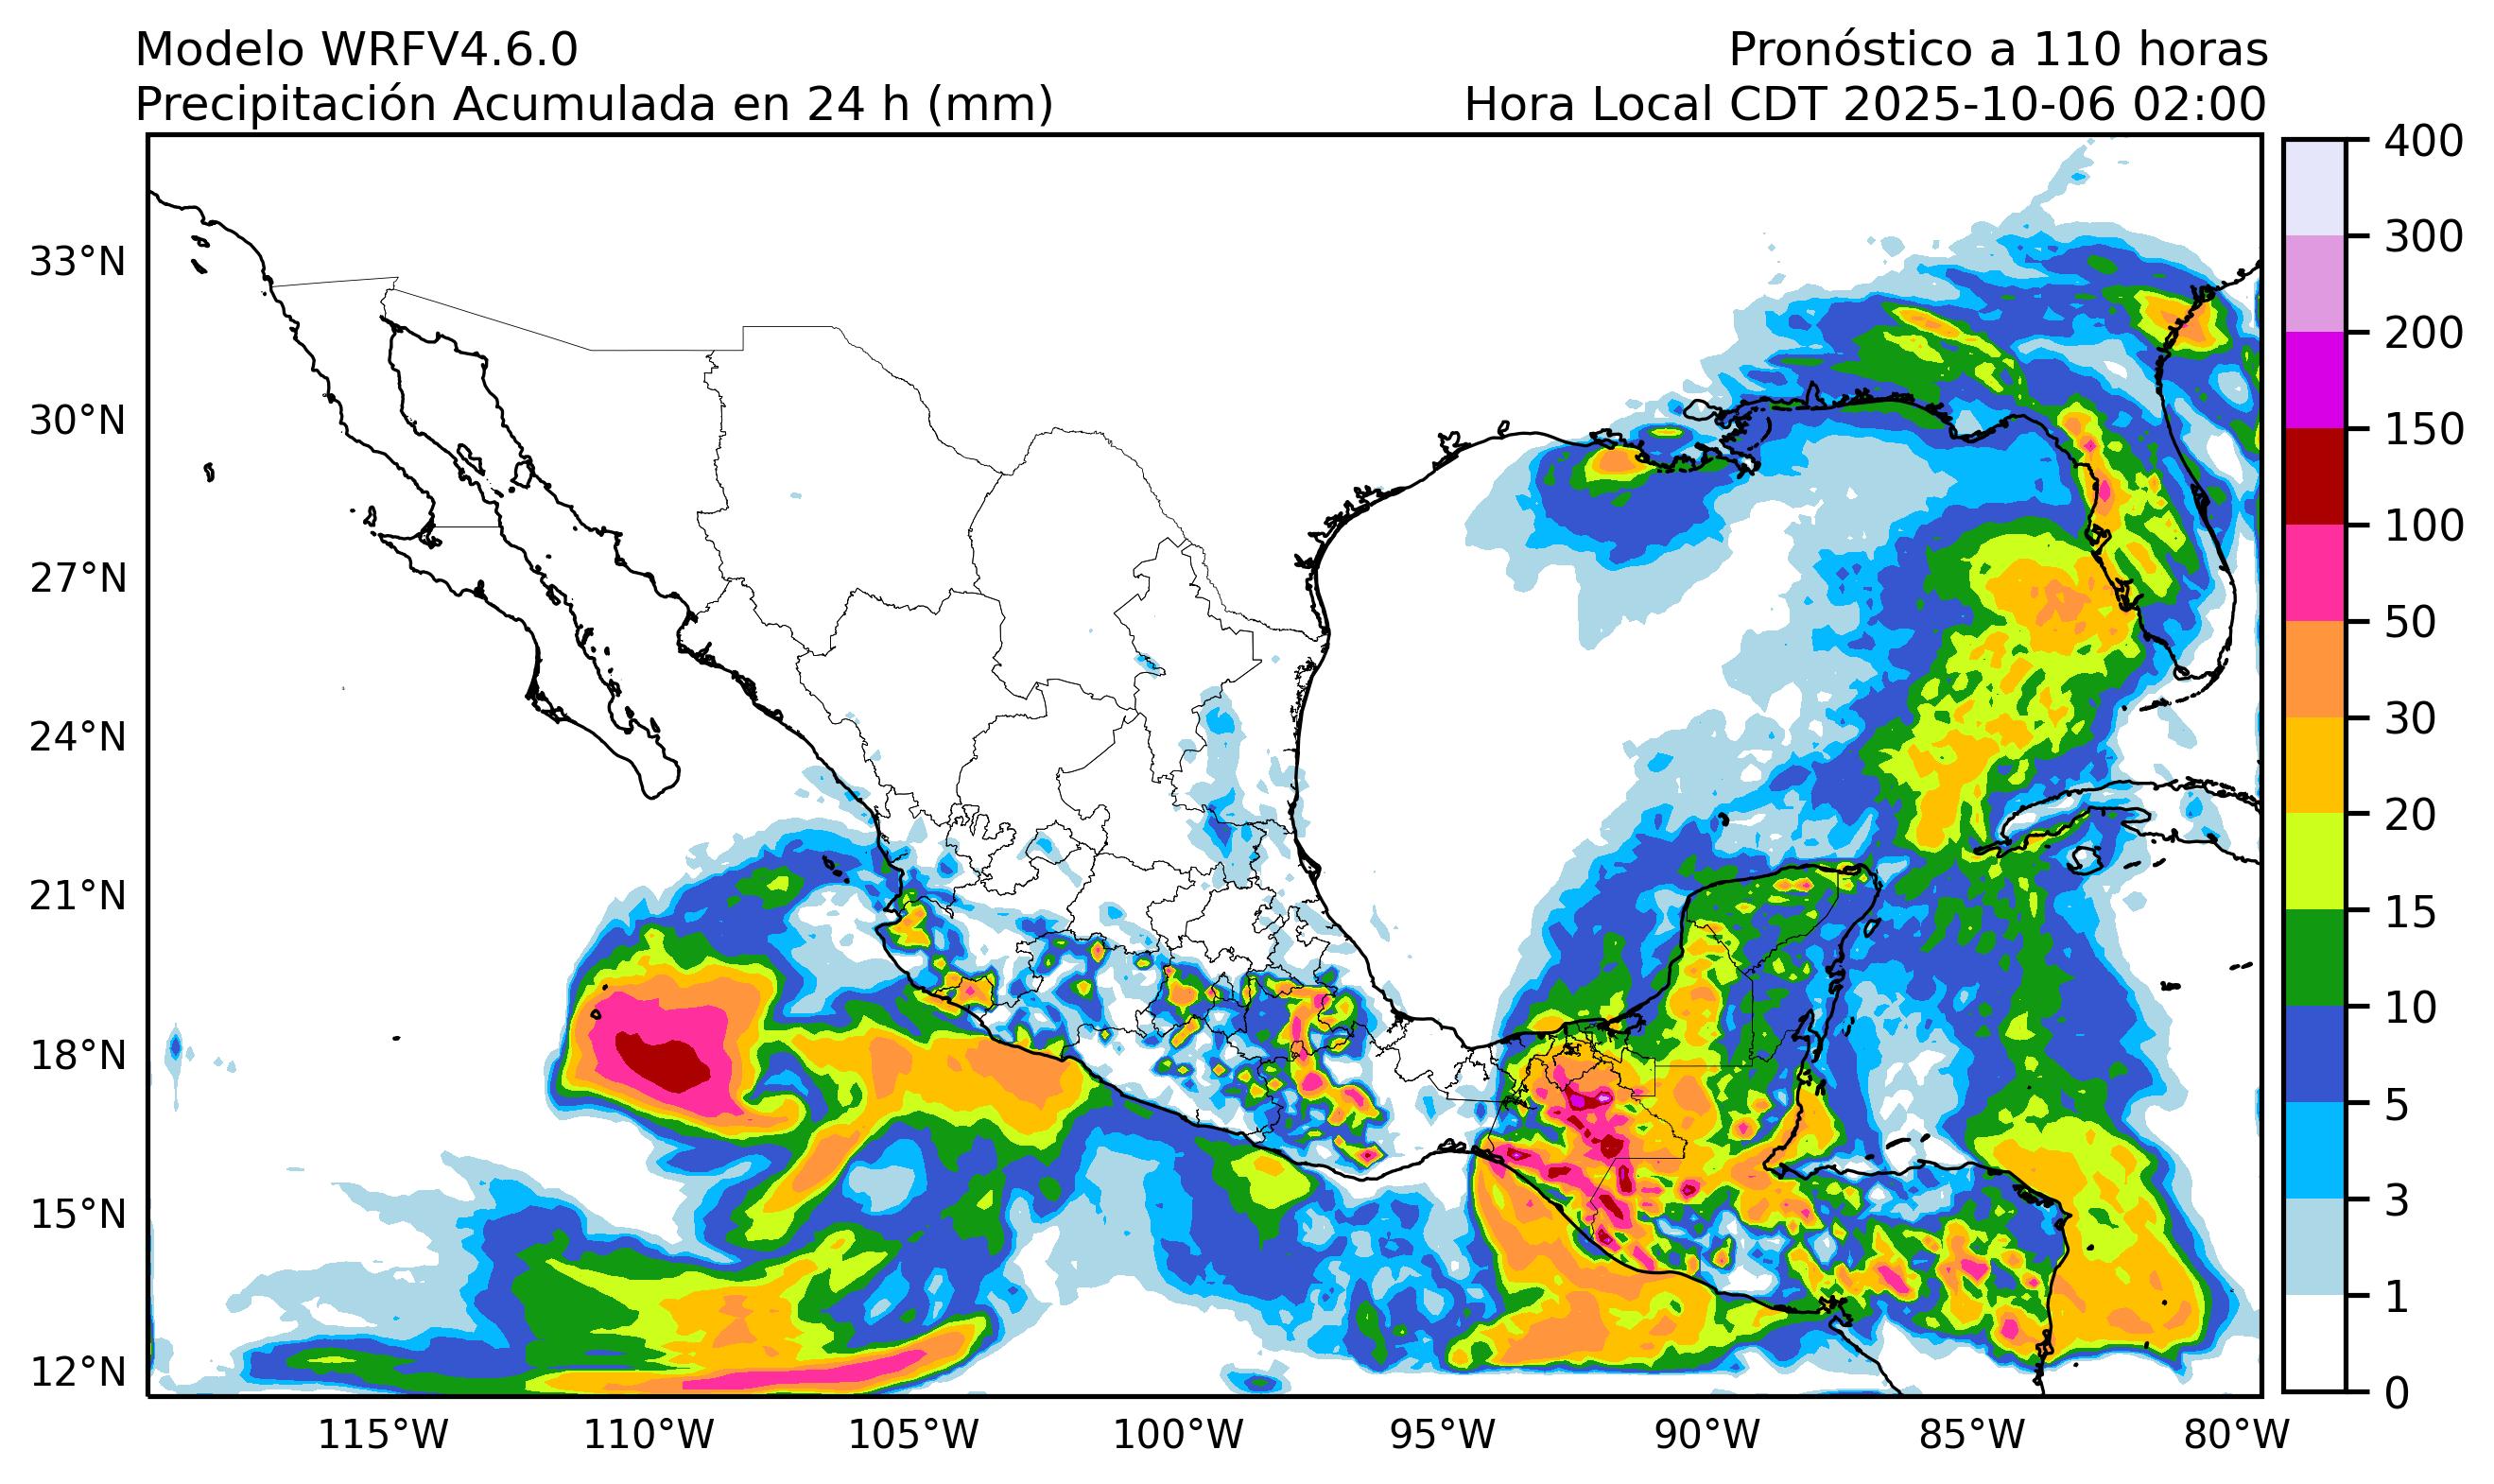 Modelo WRFV4.6.0
Pronóstico a 110 horas
Precipitación Acumulada en 24 h (mm)
Hora Local CDT 2025-10-06 02:00
33°N
30°N
27°N
24°N
21°N
18°N
15°N
12°N
115°W
110°W
105°W
100°W
95°W
90°W
85°W
80°W
400
300
200
150
100
50
30
20
15
10
5
3
1
0